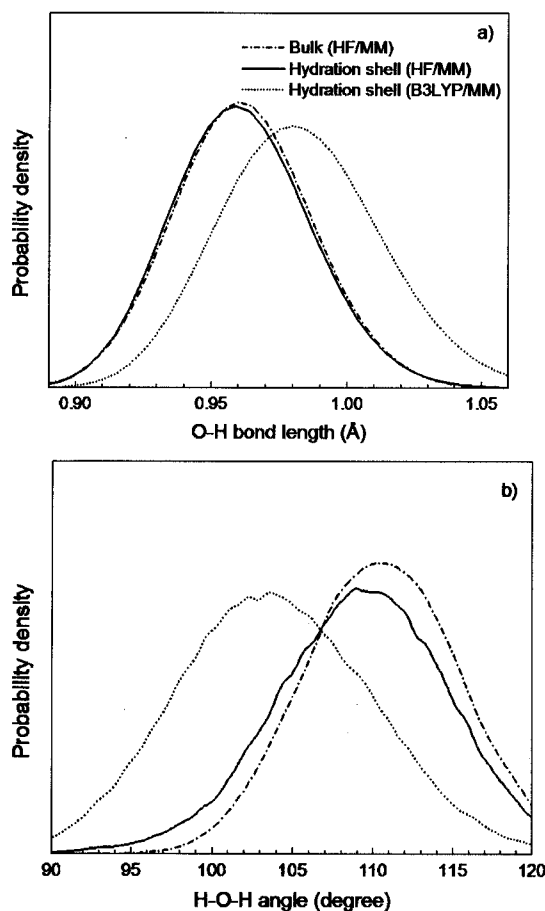 a)
Bulk (HF/MM)
Hydration shell (HF/MM)
Hydration shell (B3LYP/MM)
Probability density
0.90 0.95 1.00 1.05
O-H bond length (Å)
b)
Probability density
90 95 100 105 110 115 120
H-O-H angle (degree)